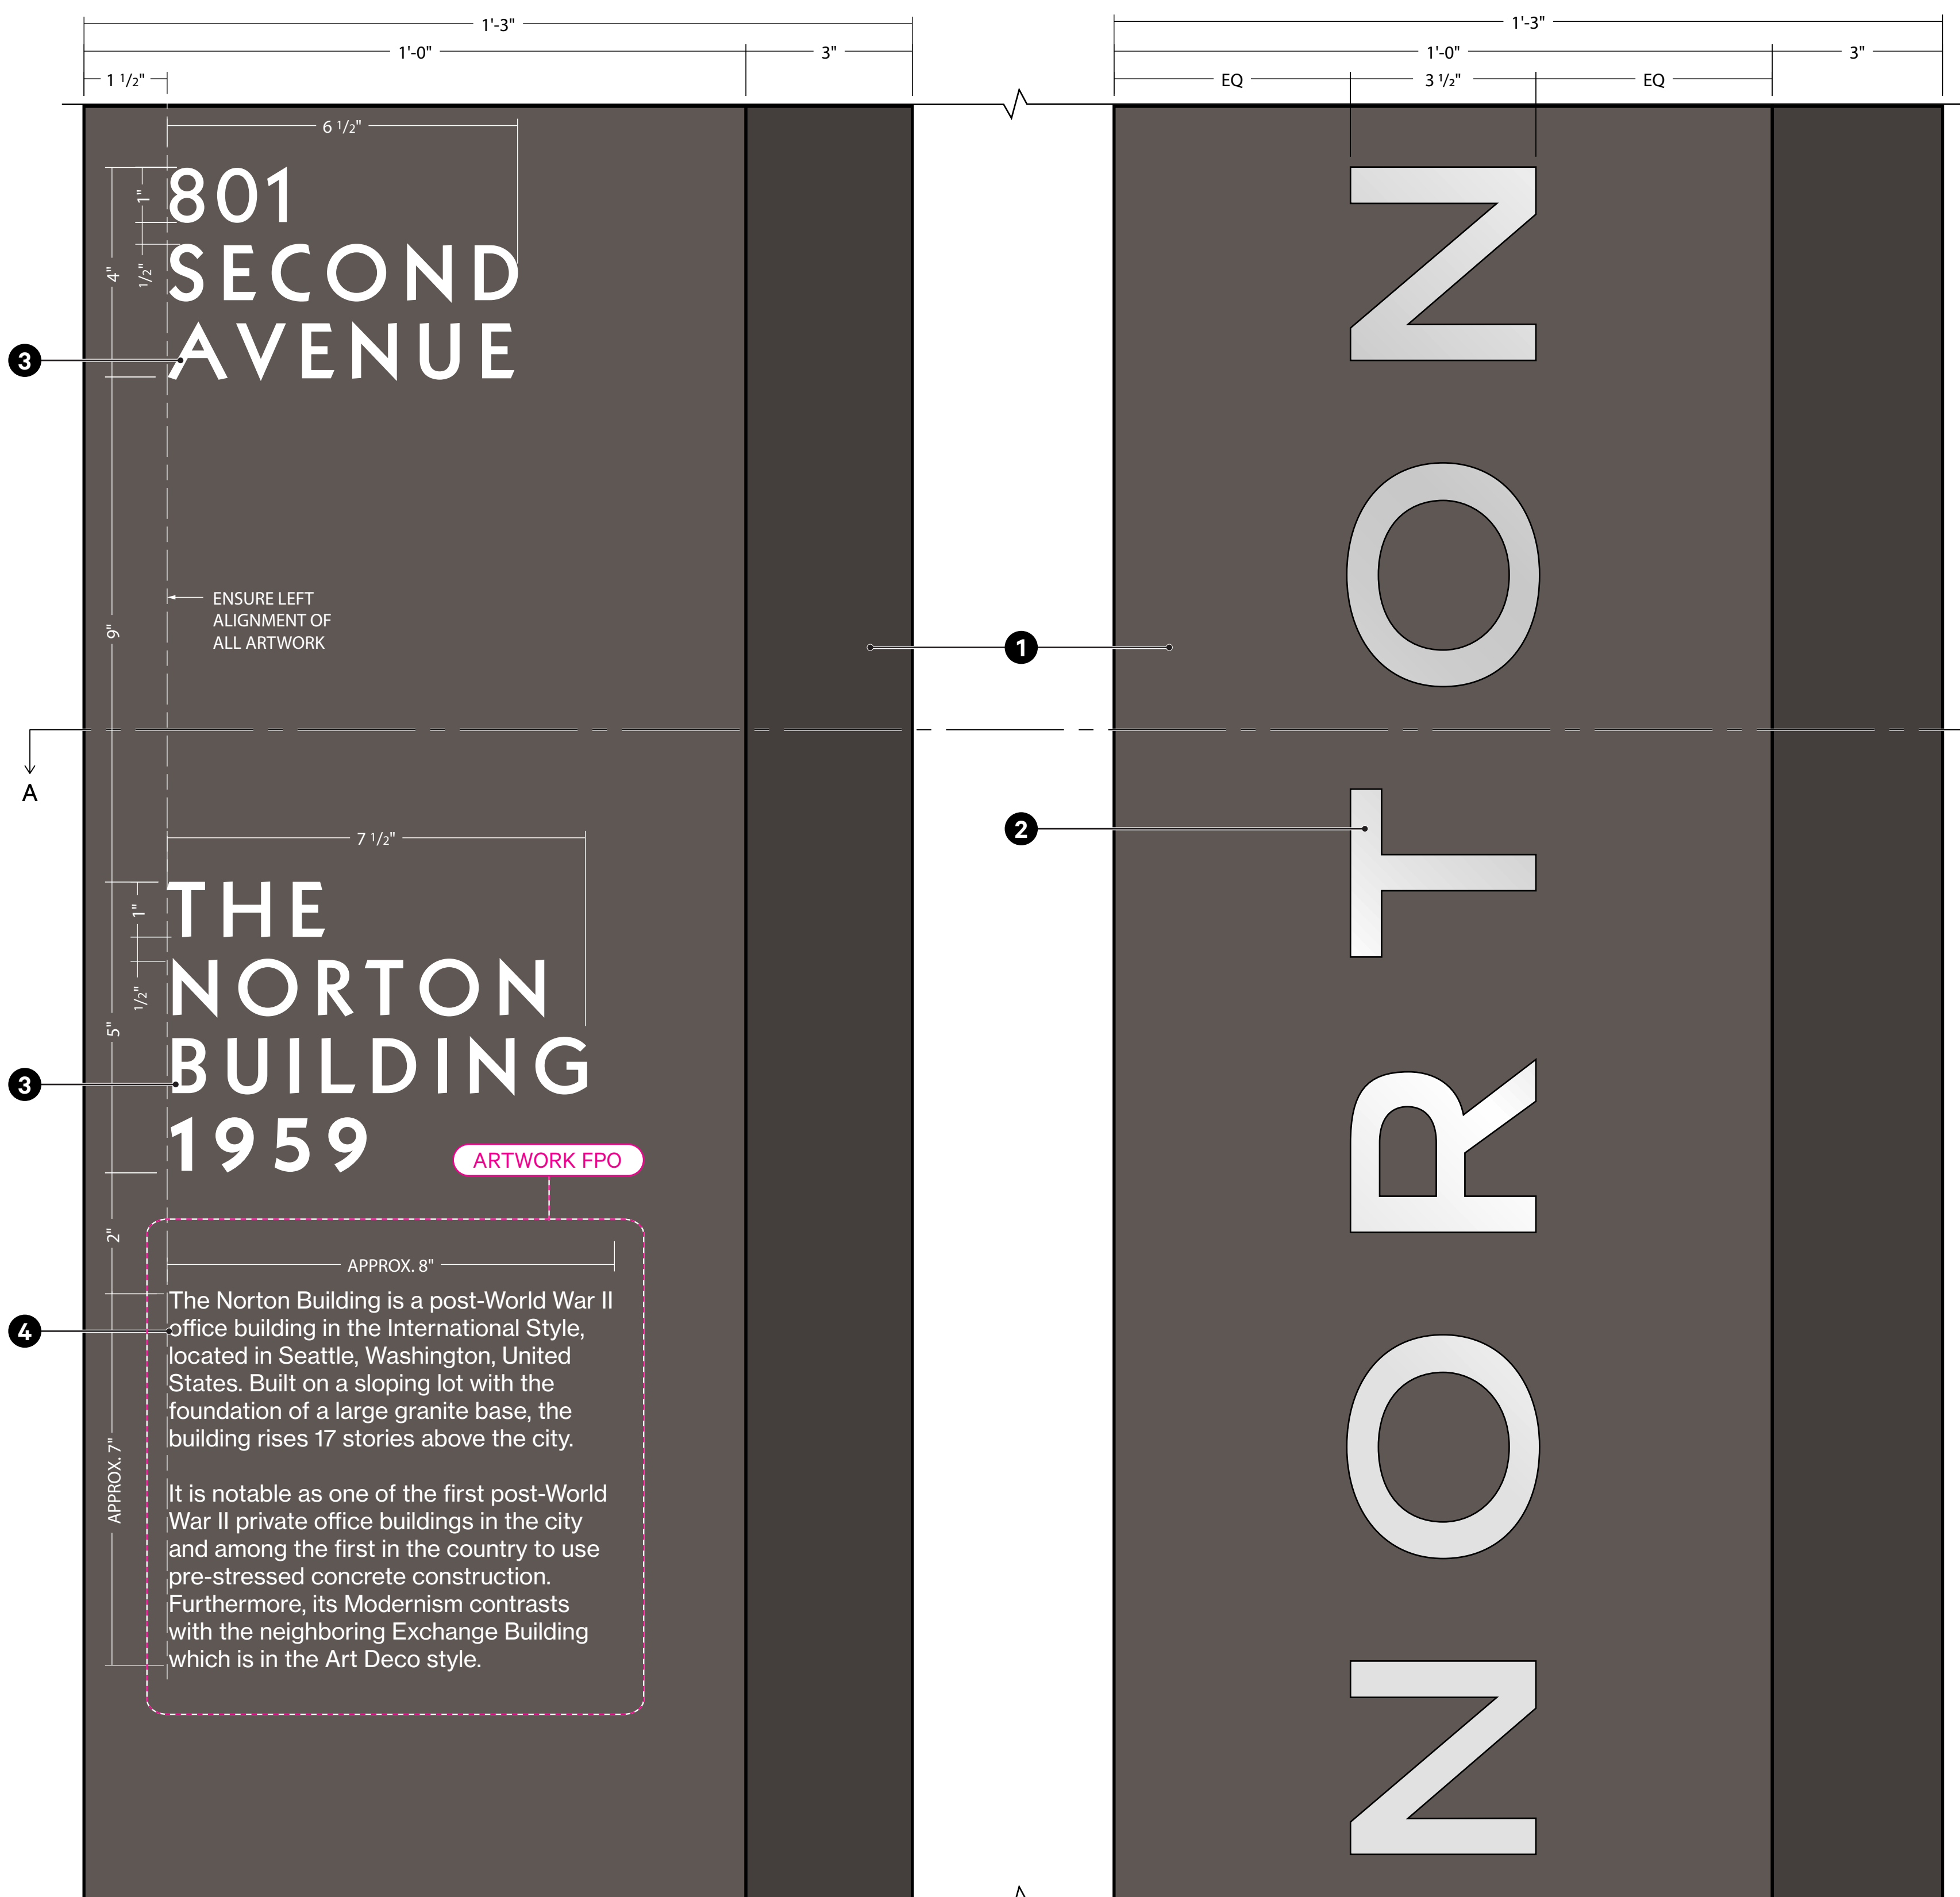 1'-3"
1'-0"
3"
1 1/2"
6 1/2"
801
SECOND
AVENUE
1"
1/2"
4"
3
9"
ENSURE LEFT
ALIGNMENT OF
ALL ARTWORK
A
7 1/2"
THE
NORTON
BUILDING
1959
1"
1/2"
5"
3
ARTWORK FPO
2"
APPROX. 8"
4
The Norton Building is a post-World War II
office building in the International Style,
located in Seattle, Washington, United
States. Built on a sloping lot with the
foundation of a large granite base, the
building rises 17 stories above the city.
It is notable as one of the first post-World
War II private office buildings in the city
and among the first in the country to use
pre-stressed concrete construction.
Furthermore, its Modernism contrasts
with the neighboring Exchange Building
which is in the Art Deco style.
APPROX. 7"
1
2
1'-3"
1'-0"
3"
EQ
3 1/2"
EQ
NORTON